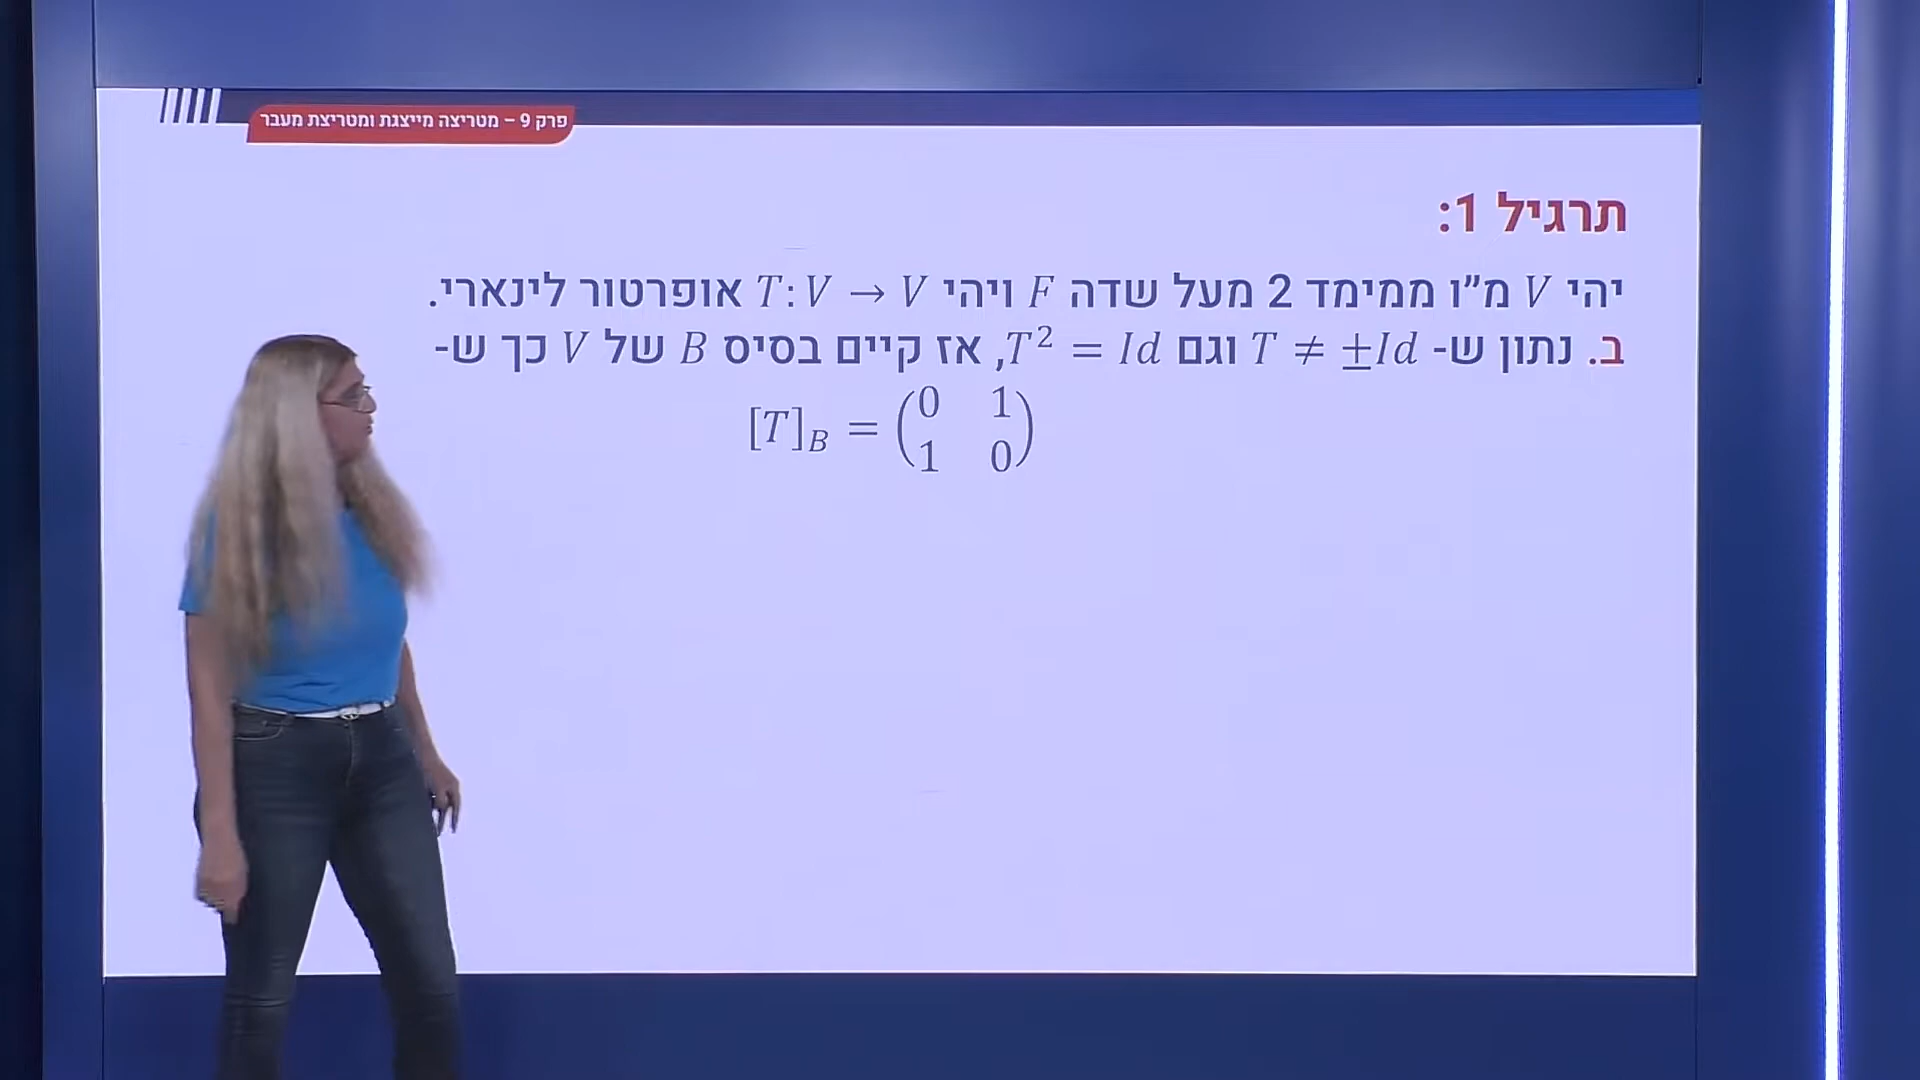 פרק 9 – מטריצה מייצגת ומטריצת מעבר
תרגיל 1:
יהי V מ"ו ממימד 2 מעל שדה F ויהי T: V → V אופרטור לינארי.
ב. נתון ש- T ≠ ±Id וגם T² = Id, אז קיים בסיס B של V כך ש-
[T]_B = (0 1
1 0)